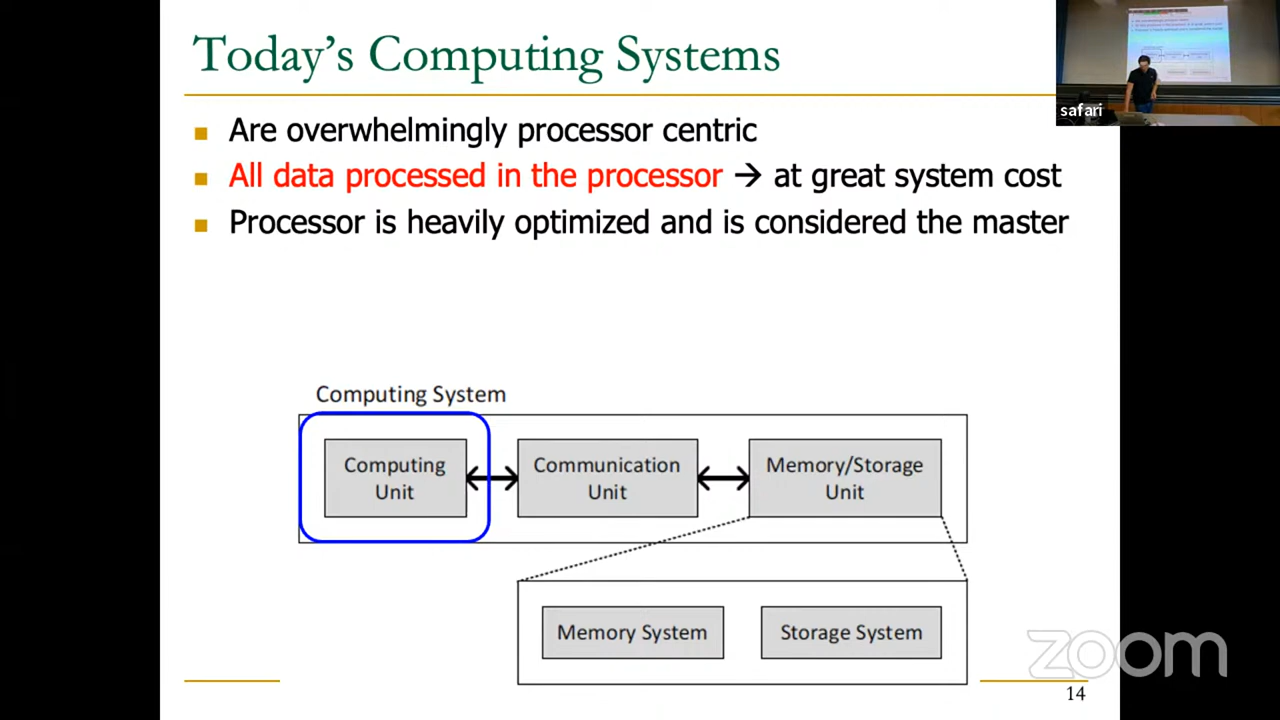 Today's Computing Systems
safari
Are overwhelmingly processor centric
All data processed in the processor → at great system cost
Processor is heavily optimized and is considered the master
Computing System
Computing
Unit
Communication
Unit
Memory/Storage
Unit
Memory System
Storage System
zoom
14